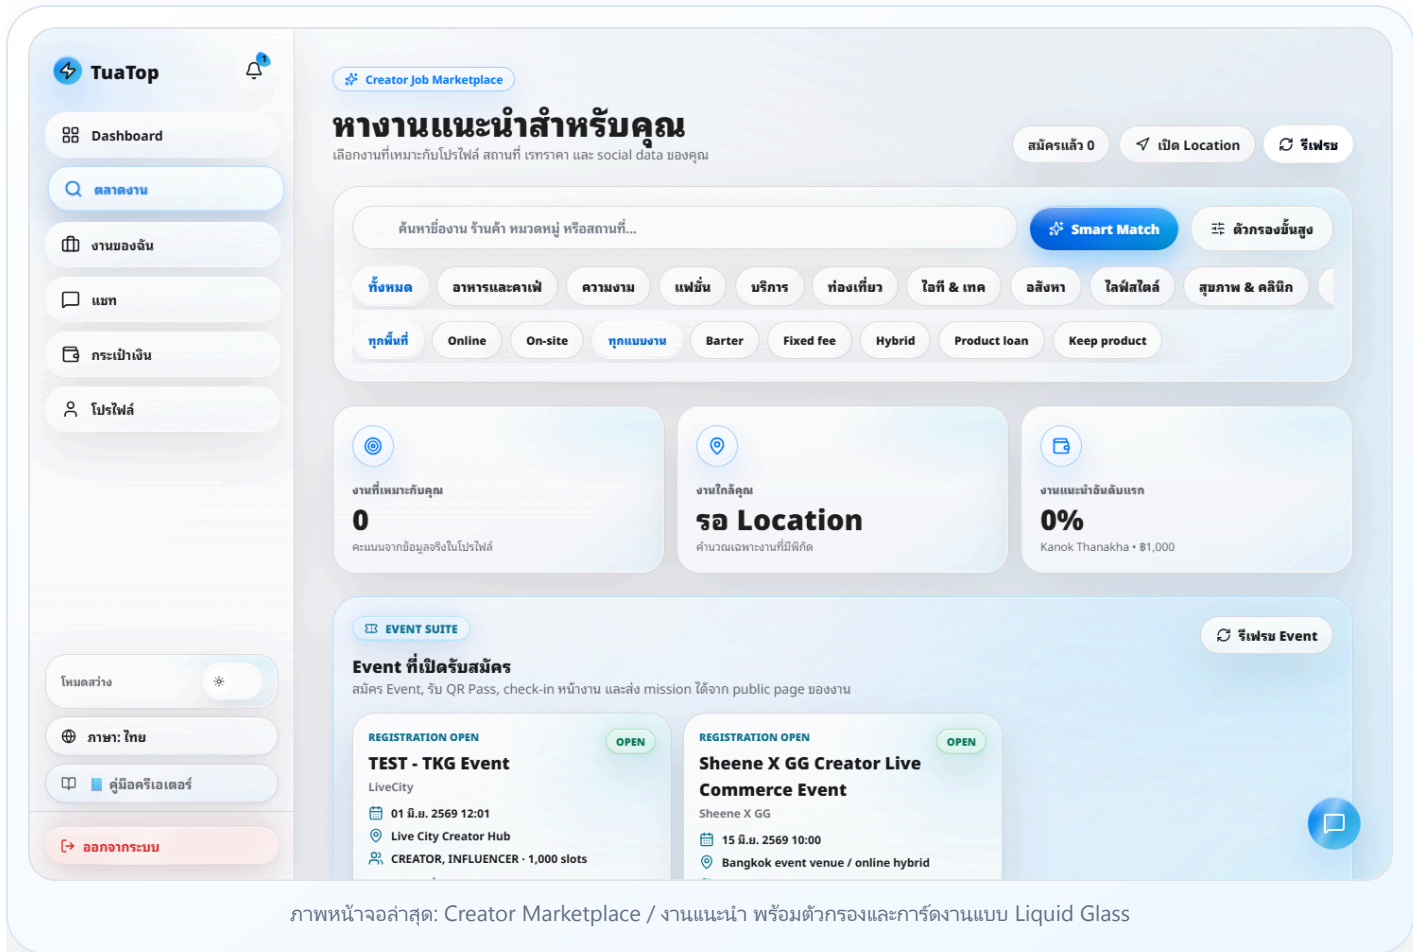 TuaTop
1
Dashboard
ตลาดงาน
งานของฉัน
แชท
กระเป๋าเงิน
โปรไฟล์
โหมดสว่าง
ภาษา: ไทย
คู่มือครีเอเตอร์
ออกจากระบบ
Creator Job Marketplace
หางานแนะนำสำหรับคุณ
เลือกงานที่เหมาะกับโปรไฟล์ สถานที่ เรทราคา และ social data ของคุณ
สมัครแล้ว 0
เปิด Location
รีเฟรช
ค้นหาชื่องาน ร้านค้า หมวดหมู่ หรือสถานที่...
Smart Match
ตัวกรองขั้นสูง
ทั้งหมด
อาหารและคาเฟ่
ความงาม
แฟชั่น
บริการ
ท่องเที่ยว
ไอที & เทค
อสังหา
ไลฟ์สไตล์
สุขภาพ & คลินิก
ทุกพื้นที่
Online
On-site
ทุกแบบงาน
Barter
Fixed fee
Hybrid
Product loan
Keep product
งานที่เหมาะกับคุณ
0
คะแนนจากข้อมูลจริงในโปรไฟล์
งานใกล้คุณ
รอ Location
คำนวณเฉพาะงานที่มีพิกัด
งานแนะนำอันดับแรก
0%
Kanok Thanakha • ฿1,000
EVENT SUITE
รีเฟรช Event
Event ที่เปิดรับสมัคร
สมัคร Event, รับ QR Pass, check-in หน้างาน และส่ง mission ได้จาก public page ของงาน
REGISTRATION OPEN
OPEN
TEST - TKG Event
LiveCity
01 มิ.ย. 2569 12:01
Live City Creator Hub
CREATOR, INFLUENCER · 1,000 slots
REGISTRATION OPEN
OPEN
Sheene X GG Creator Live
Commerce Event
Sheene X GG
15 มิ.ย. 2569 10:00
Bangkok event venue / online hybrid
ภาพหน้าจอล่าสุด: Creator Marketplace / งานแนะนำ พร้อมตัวกรองและการ์ดงานแบบ Liquid Glass